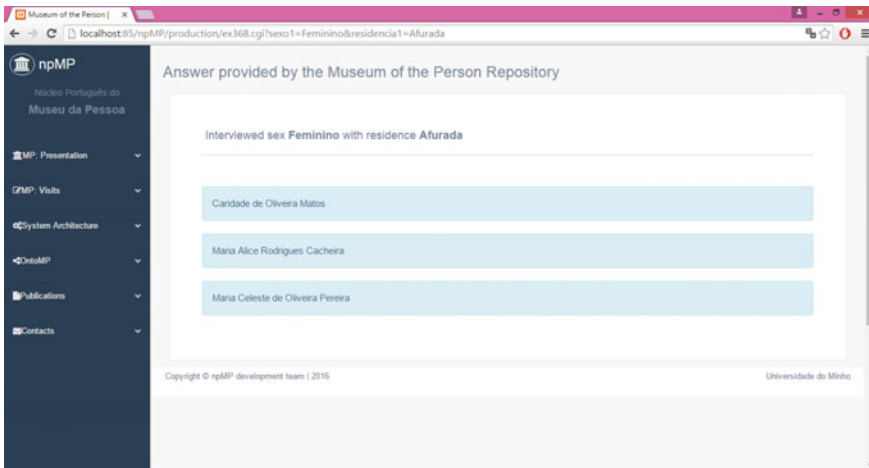 Museum of the Person |
localhost:85/npMP/production/ex368.cgi?sexo1=Feminino&residencia1=Afurada
npMP
Núcleo Português do
Museu da Pessoa
MP: Presentation
MP: Visits
System Architecture
OntoMP
Publications
Contacts
Answer provided by the Museum of the Person Repository
Interviewed sex Feminino with residence Afurada
Caridade de Oliveira Matos
Maria Alice Rodrigues Cacheira
Maria Celeste de Oliveira Pereira
Copyright © npMP development team | 2016
Universidade do Minho